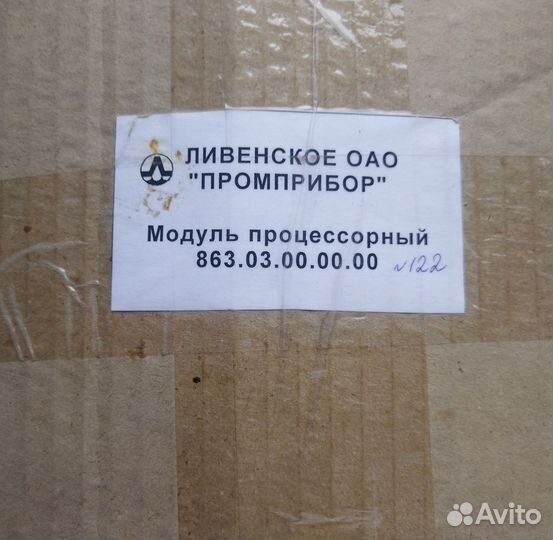 ЛИВЕНСКОЕ ОАО
"ПРОМПРИБОР"
Модуль процессорный
863.03.00.00.00 №122
Avito